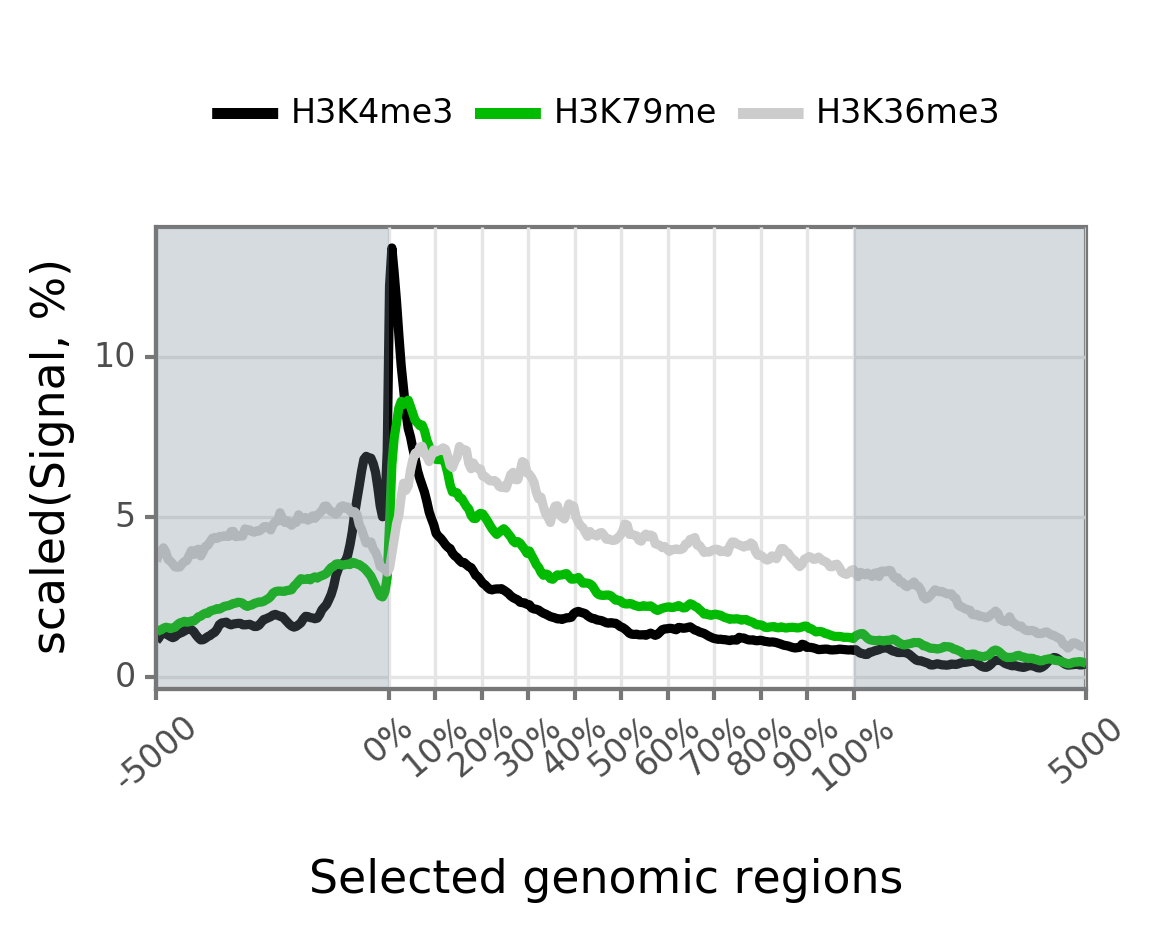 H3K4me3 H3K79me H3K36me3
scaled(Signal, %)
10
5
0
-5000 0% 10% 20% 30% 40% 50% 60% 70% 80% 90% 100% 5000
Selected genomic regions